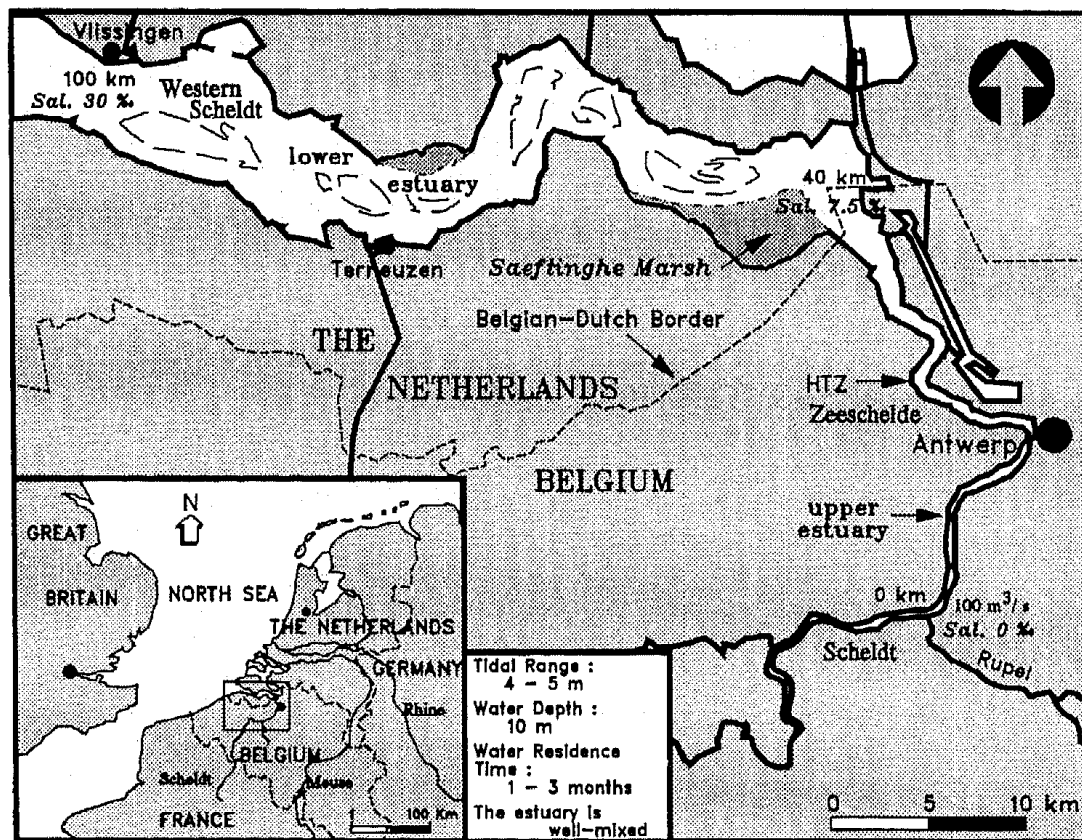 Vlissingen
100 km
Sal. 30 ‰
Western
Scheldt
lower
estuary
Terneuzen
40 km
Sal. 7.5 ‰
Saeftinghe Marsh
Belgian-Dutch Border
THE
NETHERLANDS
HTZ
Zeeschelde
Antwerp
BELGIUM
upper
estuary
0 km
100 m³/s
Sal. 0 ‰
Scheldt
Rupel
N
GREAT
BRITAIN
NORTH SEA
THE NETHERLANDS
GERMANY
Rhine
BELGIUM
Scheldt
Meuse
FRANCE
100 Km
Tidal Range :
4 - 5 m
Water Depth :
10 m
Water Residence
Time :
1 - 3 months
The estuary is
well-mixed
0 5 10 km